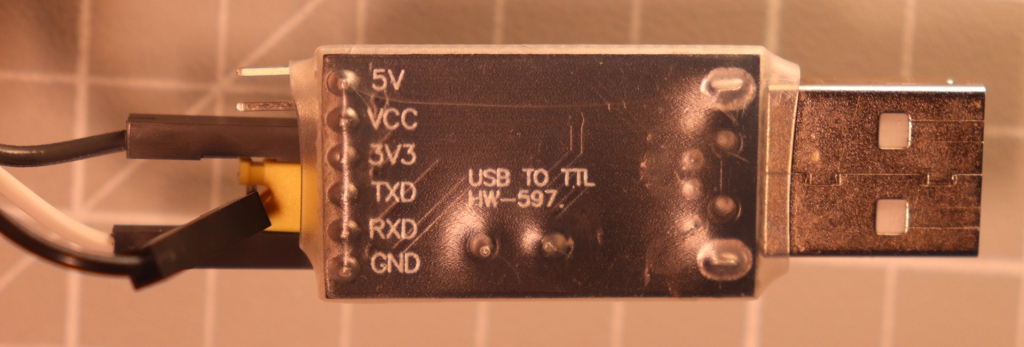 5V
VCC
3V3
TXD
RXD
GND
USB TO TTL
HW-597.